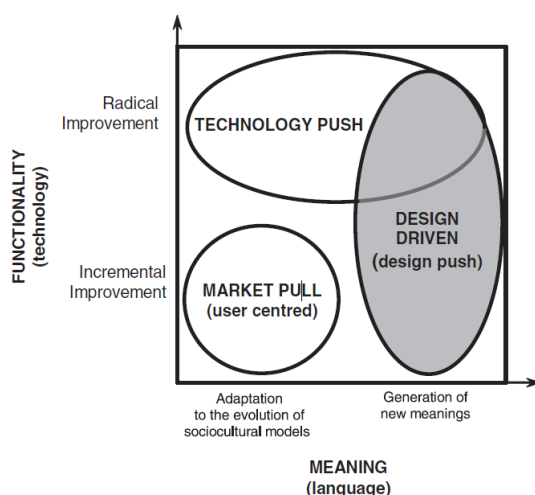 Radical
Improvement
TECHNOLOGY PUSH
FUNCTIONALITY
(technology)
DESIGN
DRIVEN
(design push)
Incremental
Improvement
MARKET PULL
(user centred)
Adaptation
to the evolution of
sociocultural models
Generation of
new meanings
MEANING
(language)